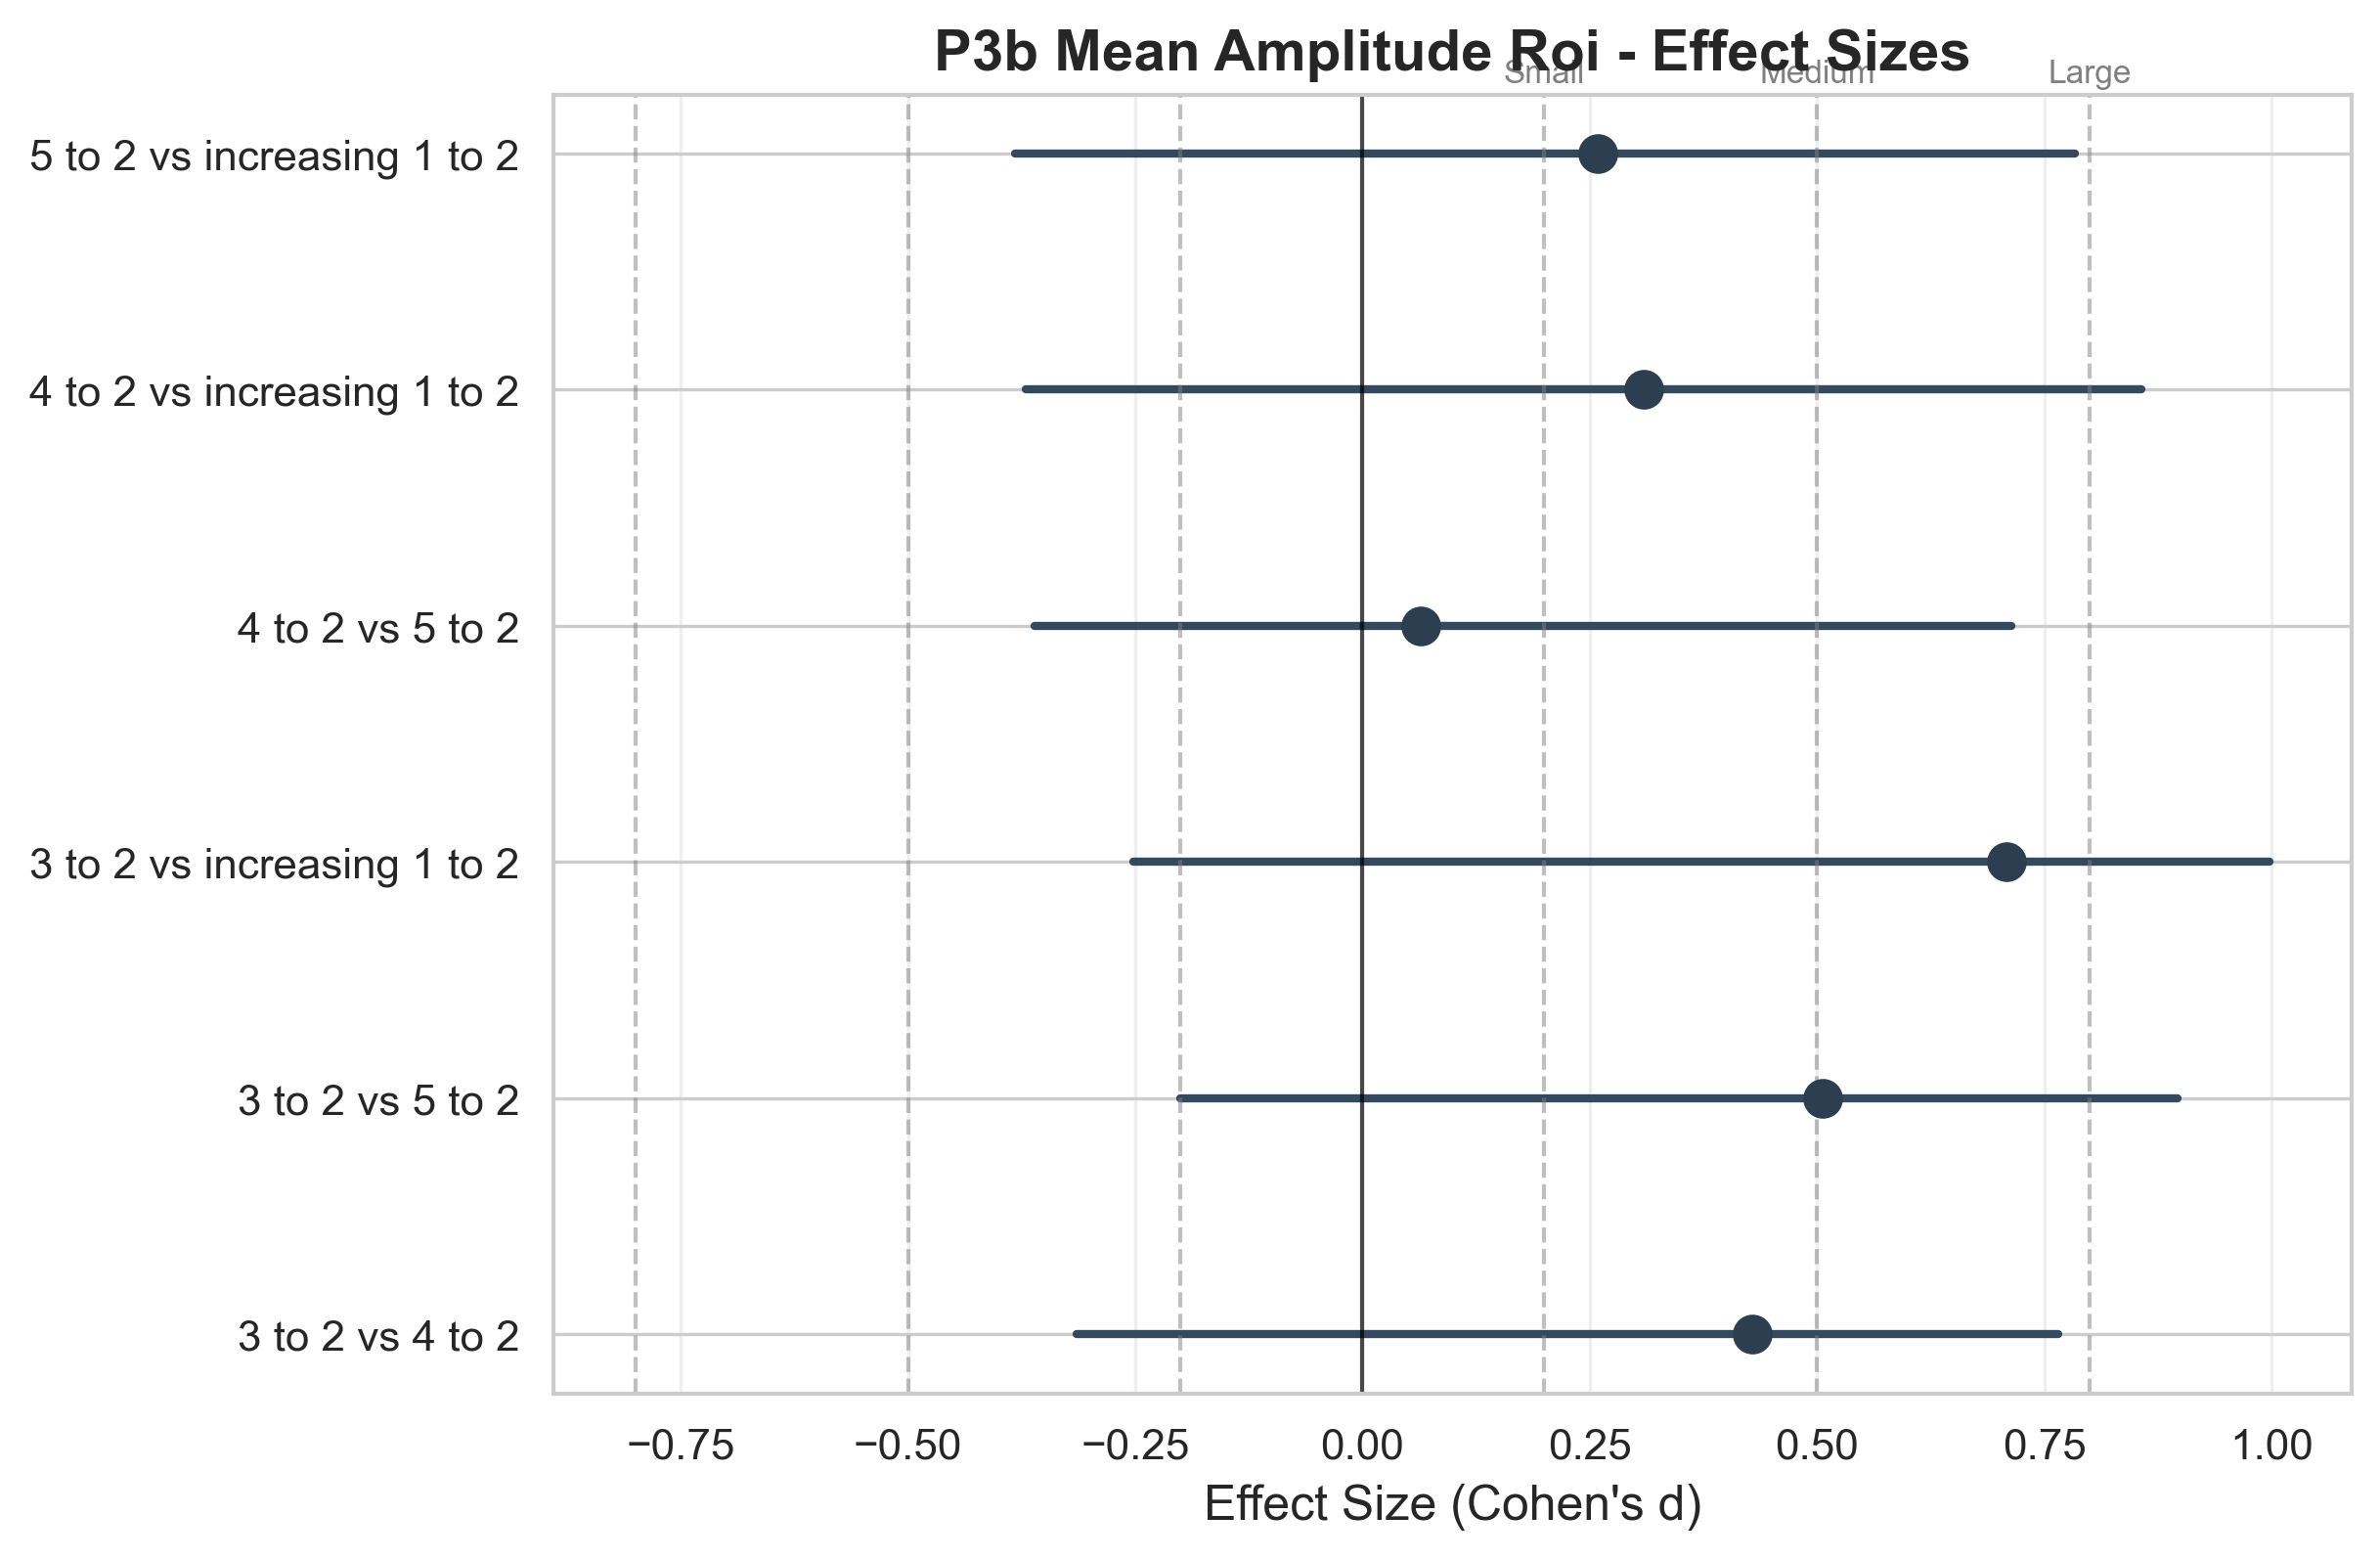 P3b Mean Amplitude Roi - Effect Sizes
Small Medium Large
5 to 2 vs increasing 1 to 2
4 to 2 vs increasing 1 to 2
4 to 2 vs 5 to 2
3 to 2 vs increasing 1 to 2
3 to 2 vs 5 to 2
3 to 2 vs 4 to 2
−0.75 −0.50 −0.25 0.00 0.25 0.50 0.75 1.00
Effect Size (Cohen's d)